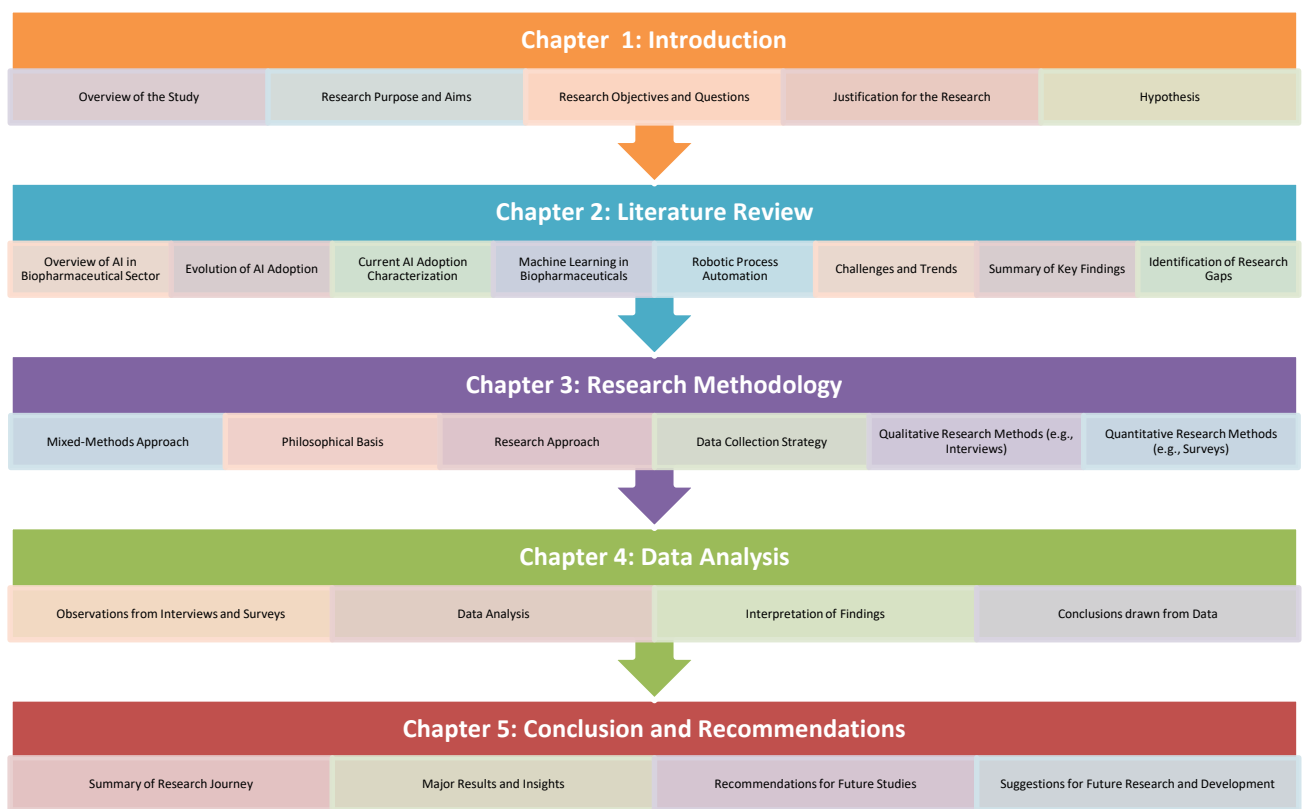 Chapter 1: Introduction
Overview of the Study
Research Purpose and Aims
Research Objectives and Questions
Justification for the Research
Hypothesis
Chapter 2: Literature Review
Overview of AI in
Biopharmaceutical Sector
Evolution of AI Adoption
Current AI Adoption
Characterization
Machine Learning in
Biopharmaceuticals
Robotic Process
Automation
Challenges and Trends
Summary of Key Findings
Identification of Research
Gaps
Chapter 3: Research Methodology
Mixed-Methods Approach
Philosophical Basis
Research Approach
Data Collection Strategy
Qualitative Research Methods (e.g.,
Interviews)
Quantitative Research Methods
(e.g., Surveys)
Chapter 4: Data Analysis
Observations from Interviews and Surveys
Data Analysis
Interpretation of Findings
Conclusions drawn from Data
Chapter 5: Conclusion and Recommendations
Summary of Research Journey
Major Results and Insights
Recommendations for Future Studies
Suggestions for Future Research and Development